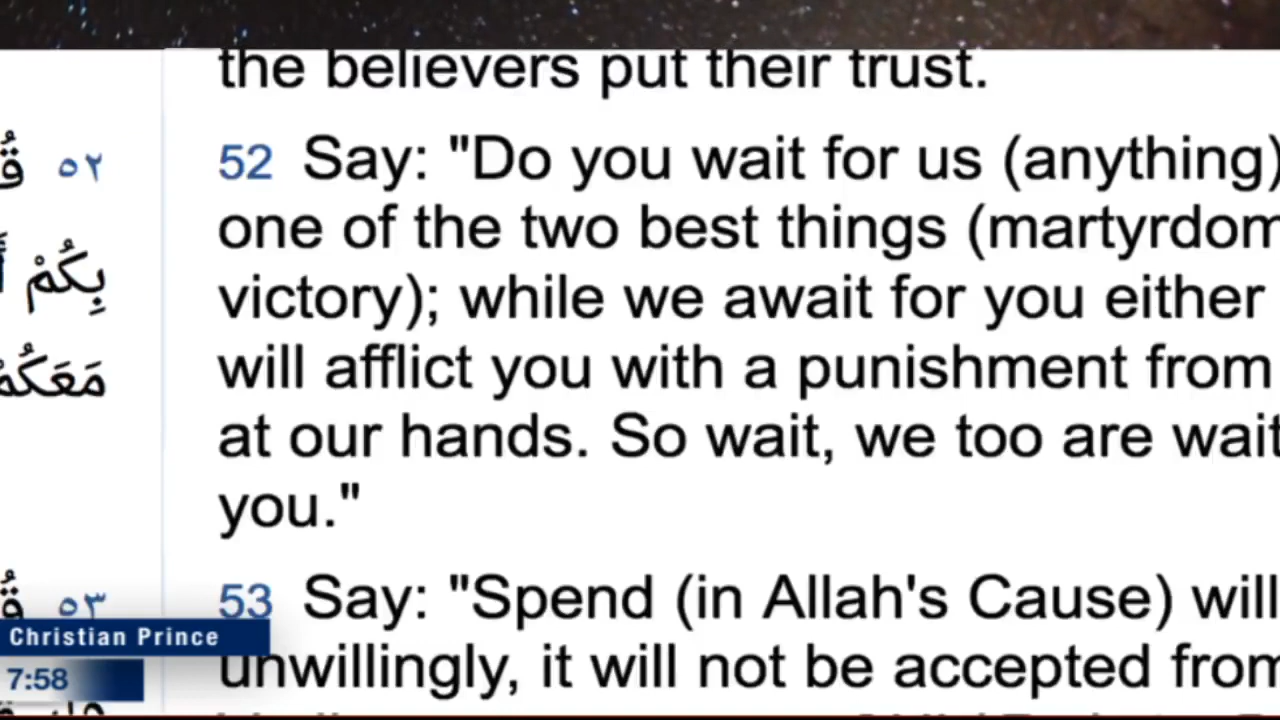 the believers put their trust.
52 Say: "Do you wait for us (anything)
one of the two best things (martyrdom
victory); while we await for you either
will afflict you with a punishment from
at our hands. So wait, we too are wait
you."
53 Say: "Spend (in Allah's Cause) will
unwillingly, it will not be accepted from
٥٢ قُ
بِكُمْ أَ
مَعَكُمْ
٥٣ قُ
Christian Prince
7:58